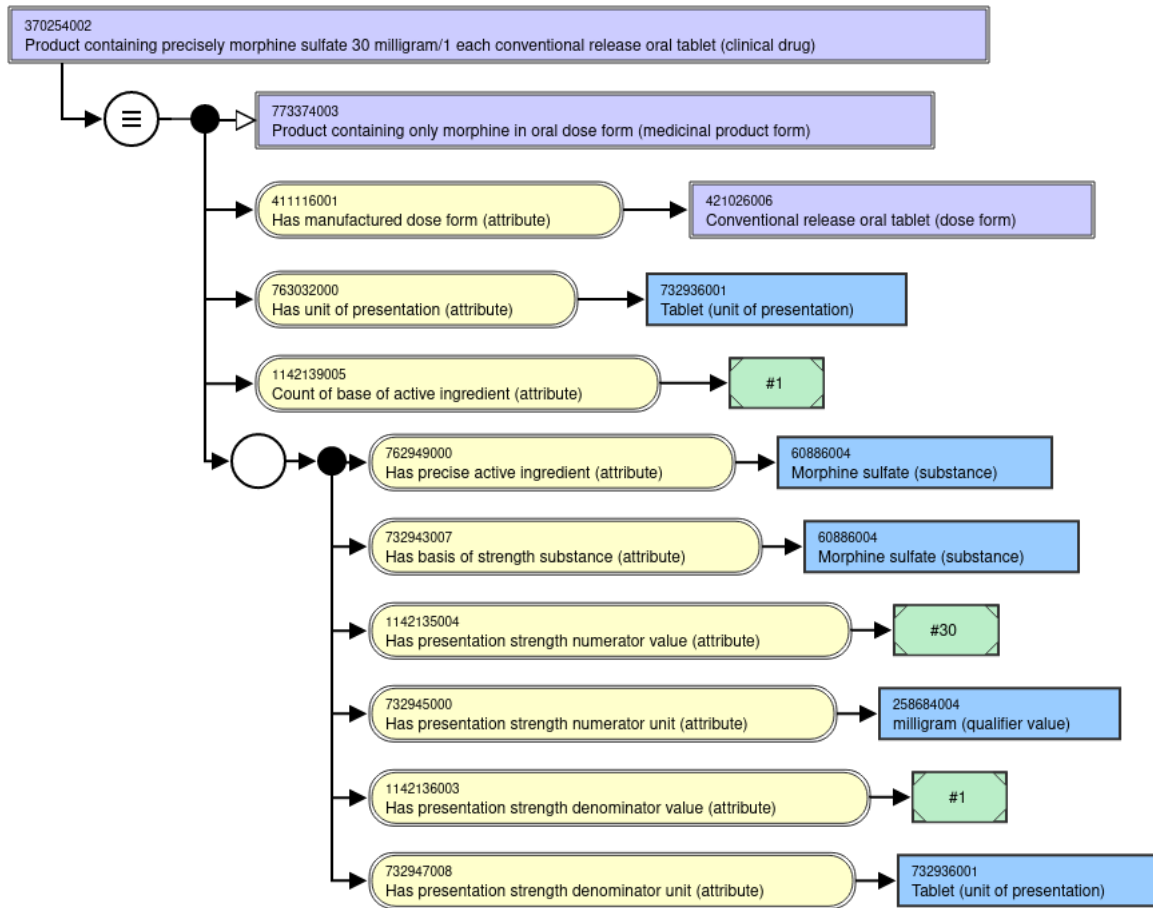 370254002
Product containing precisely morphine sulfate 30 milligram/1 each conventional release oral tablet (clinical drug)
773374003
Product containing only morphine in oral dose form (medicinal product form)
411116001
Has manufactured dose form (attribute)
421026006
Conventional release oral tablet (dose form)
763032000
Has unit of presentation (attribute)
732936001
Tablet (unit of presentation)
1142139005
Count of base of active ingredient (attribute)
#1
762949000
Has precise active ingredient (attribute)
60886004
Morphine sulfate (substance)
732943007
Has basis of strength substance (attribute)
60886004
Morphine sulfate (substance)
1142135004
Has presentation strength numerator value (attribute)
#30
732945000
Has presentation strength numerator unit (attribute)
258684004
milligram (qualifier value)
1142136003
Has presentation strength denominator value (attribute)
#1
732947008
Has presentation strength denominator unit (attribute)
732936001
Tablet (unit of presentation)